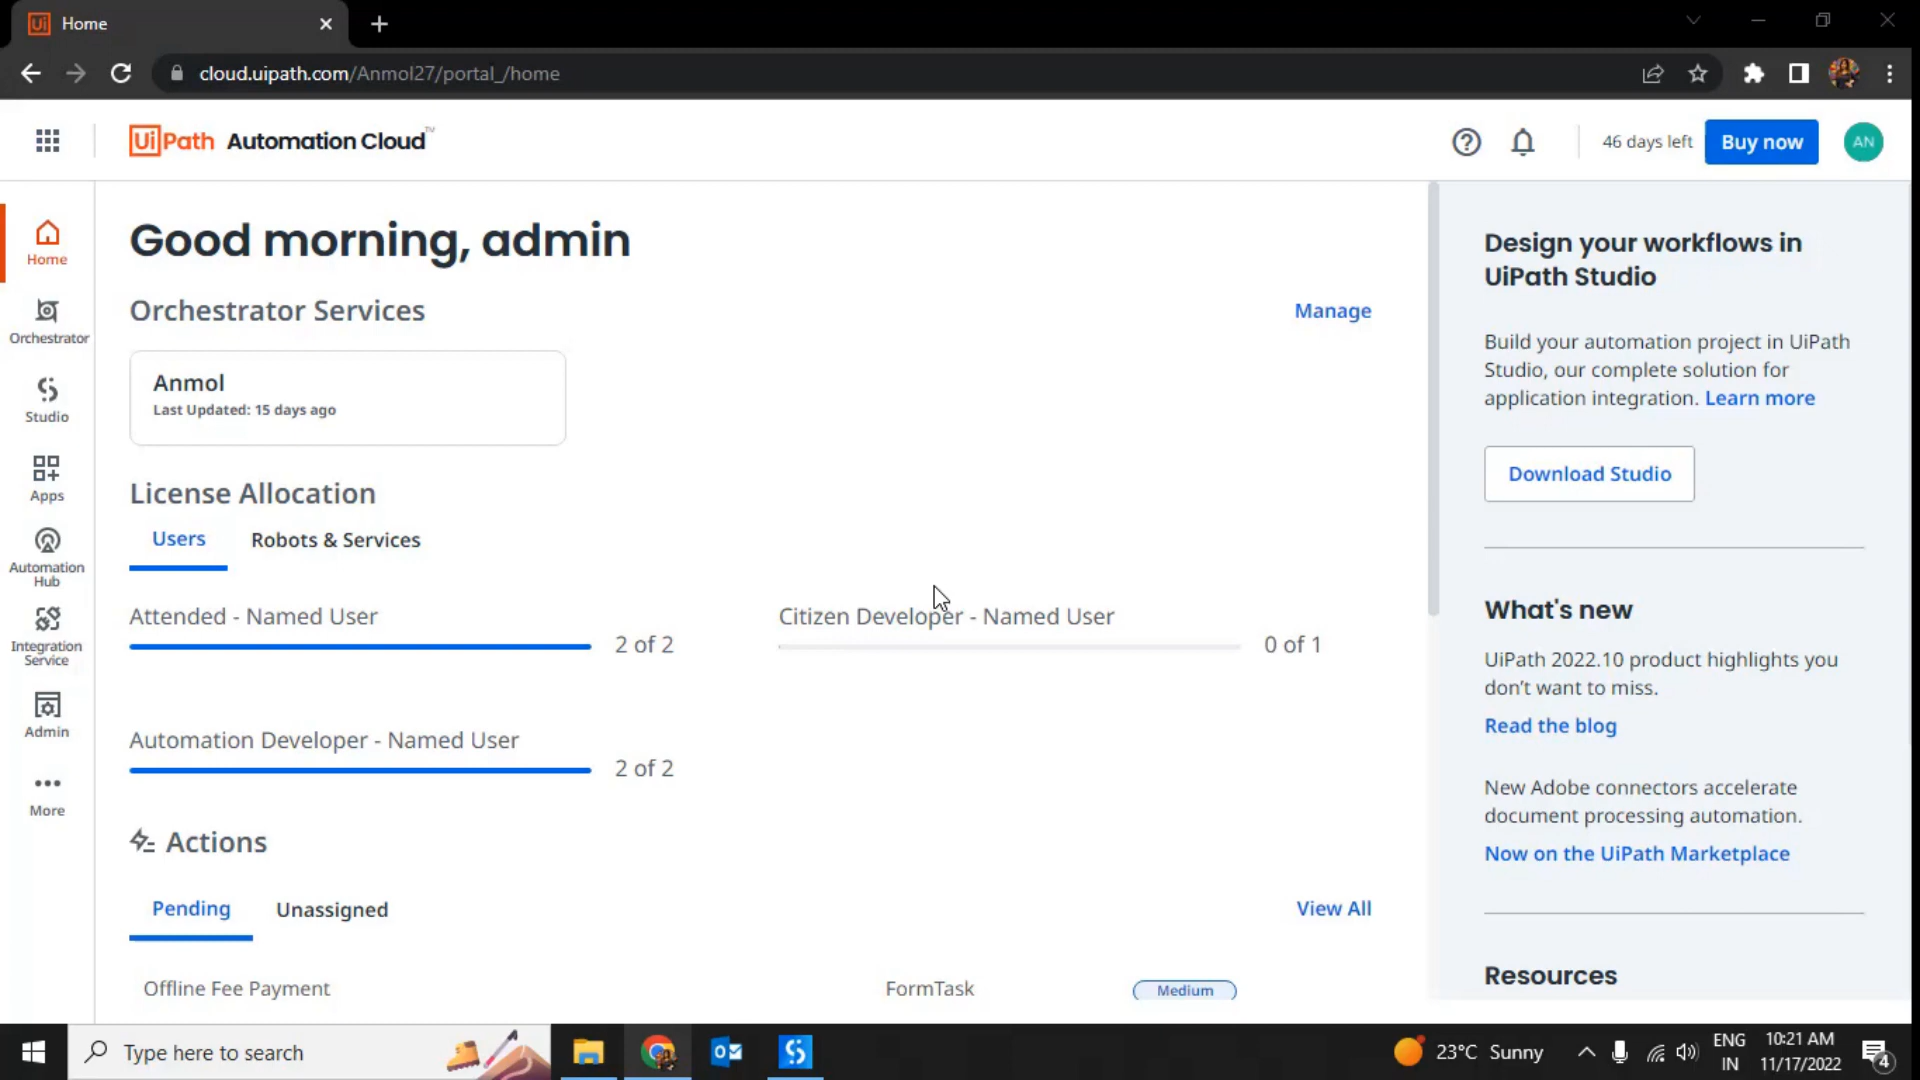 Ui Home
cloud.uipath.com/Anmol27/portal_/home
UiPath Automation Cloud™
46 days left
Buy now
AN
Home
Orchestrator
Studio
Apps
Automation
Hub
Integration
Service
Admin
More
Good morning, admin
Orchestrator Services
Manage
Anmol
Last Updated: 15 days ago
License Allocation
Users
Robots & Services
Attended - Named User
2 of 2
Citizen Developer - Named User
0 of 1
Automation Developer - Named User
2 of 2
Actions
Pending
Unassigned
View All
Offline Fee Payment
FormTask
Medium
Design your workflows in
UiPath Studio
Build your automation project in UiPath
Studio, our complete solution for
application integration. Learn more
Download Studio
What's new
UiPath 2022.10 product highlights you
don't want to miss.
Read the blog
New Adobe connectors accelerate
document processing automation.
Now on the UiPath Marketplace
Resources
Type here to search
23°C Sunny
ENG
IN
10:21 AM
11/17/2022
4